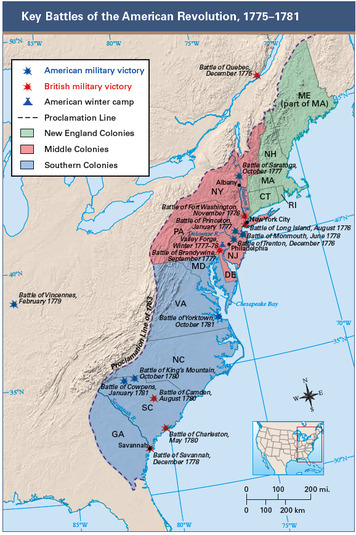 Key Battles of the American Revolution, 1775–1781
90°W
85°W
80°W
75°W
70°W
American military victory
British military victory
American winter camp
Proclamation Line
New England Colonies
Middle Colonies
Southern Colonies
Battle of Quebec,
December 1775
ME
(part of MA)
NH
Battle of Saratoga,
October 1777
Albany
MA
NY
CT
RI
Battle of Fort Washington,
November 1776
New York City
Battle of Princeton,
January 1777
Battle of Long Island, August 1776
PA
Battle of Monmouth, June 1778
Valley Forge,
Winter 1777-78
Battle of Trenton, December 1776
Philadelphia
Battle of Brandywine,
September 1777
NJ
MD
DE
40°N
Battle of Vincennes,
February 1779
Chesapeake Bay
VA
Battle of Yorktown,
October 1781
Proclamation Line of 1763
NC
Battle of King's Mountain,
October 1780
Battle of Cowpens,
January 1781
Battle of Camden,
August 1780
35°N
35°N
SC
GA
Battle of Charleston,
May 1780
Savannah
Battle of Savannah,
December 1778
N
E
S
W
30°N
0 100 200 mi.
0 100 200 km
85°W
80°W
75°W